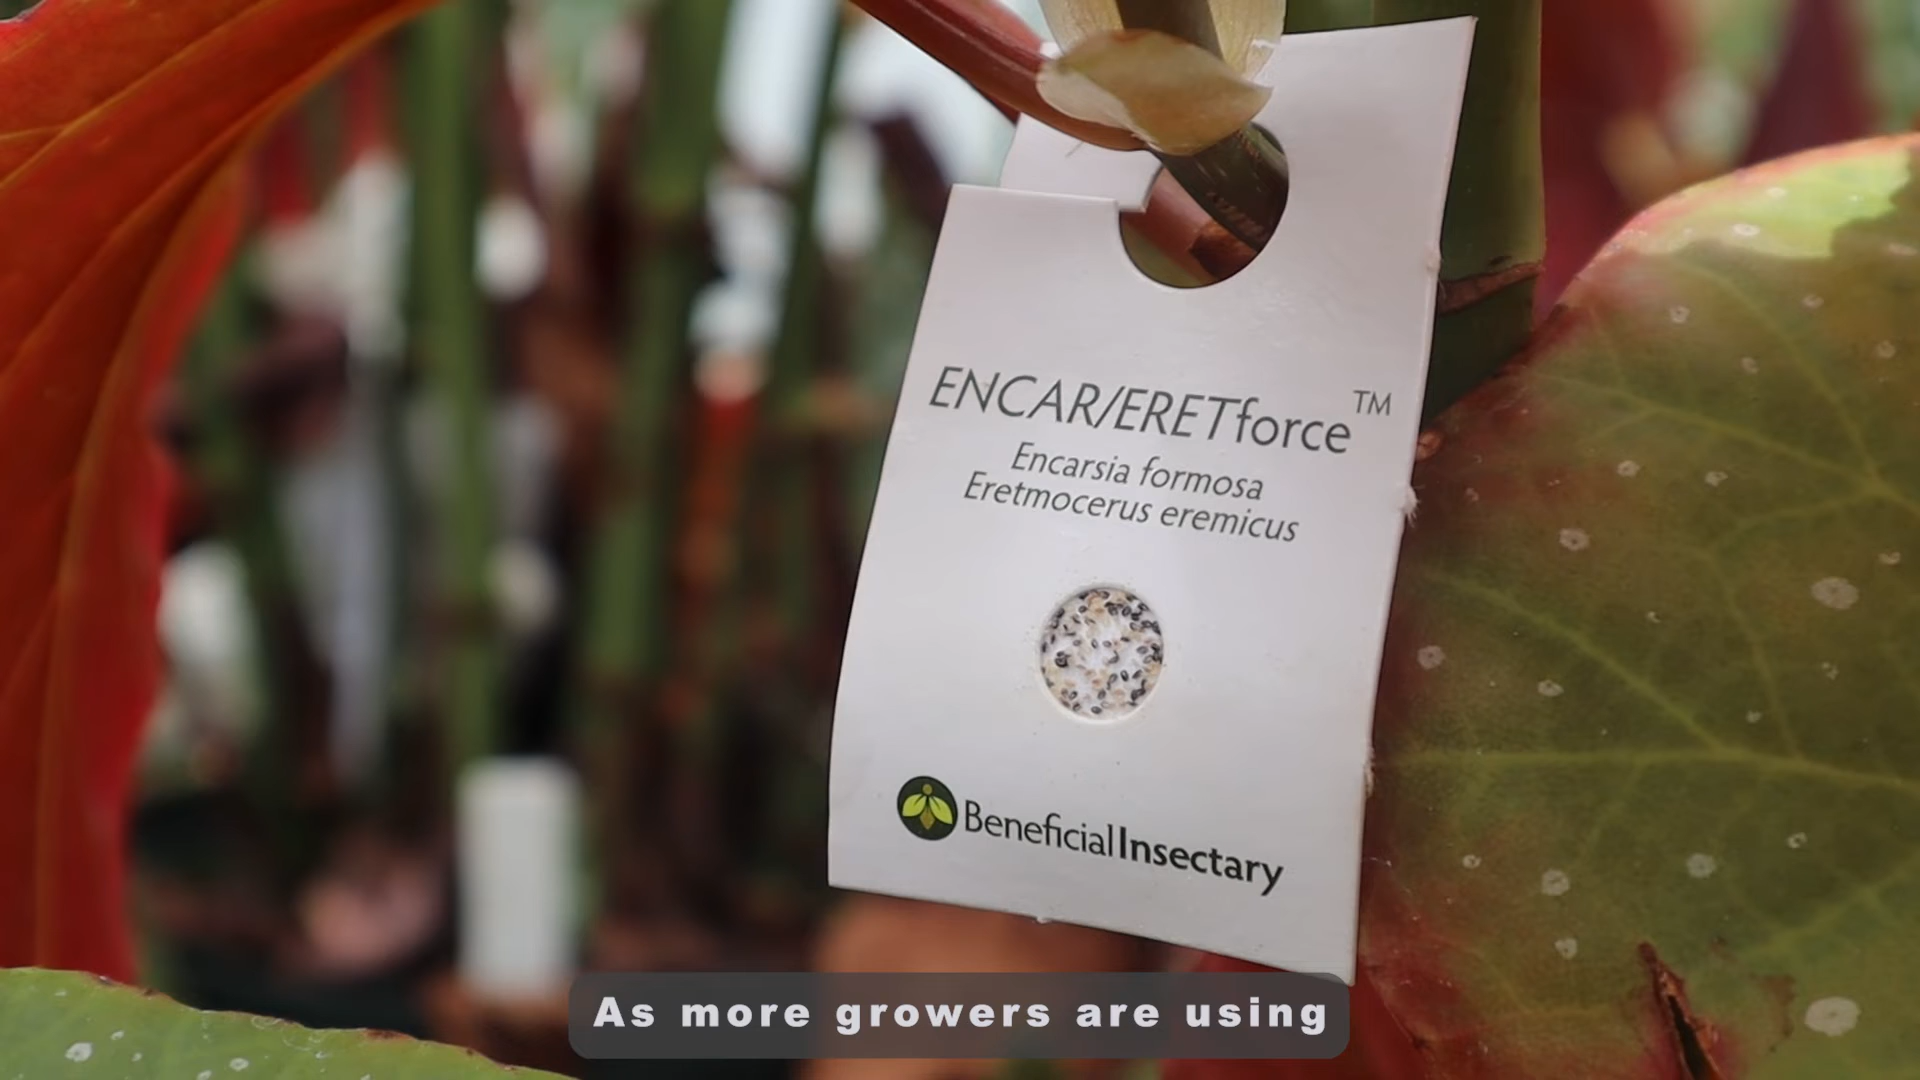 ENCAR/ERETforce™
Encarsia formosa
Eretmocerus eremicus
BeneficialInsectary
As more growers are using